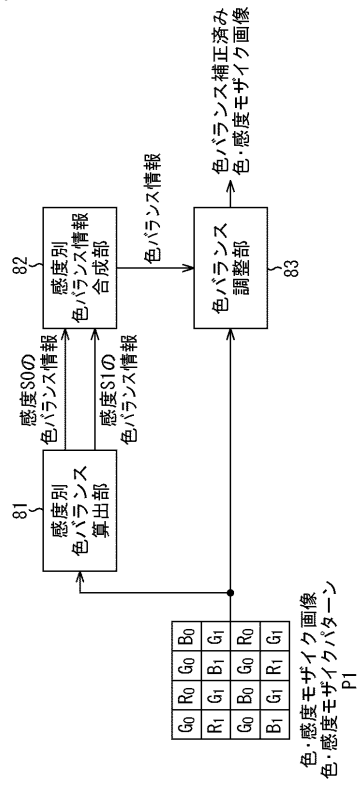 81
感度別
色バランス
算出部
感度S0の
色バランス情報
感度S1の
色バランス情報
82
感度別
色バランス情報
合成部
色バランス情報
G0 R0 G0 B0
R1 G1 B1 G1
G0 B0 G0 R0
B1 G1 R1 G1
色・感度モザイク画像
色・感度モザイクパターン
P1
色バランス
調整部
83
色バランス補正済み
色・感度モザイク画像